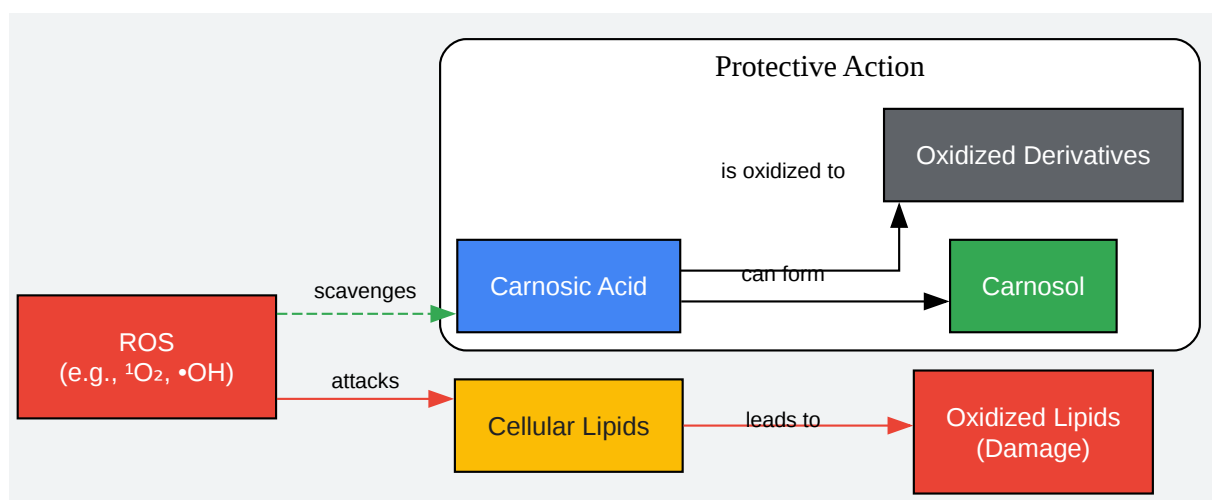 Protective Action
Oxidized Derivatives
is oxidized to
Carnosic Acid
can form
Carnosol
scavenges
ROS
(e.g., ¹O₂, •OH)
attacks
Cellular Lipids
leads to
Oxidized Lipids
(Damage)